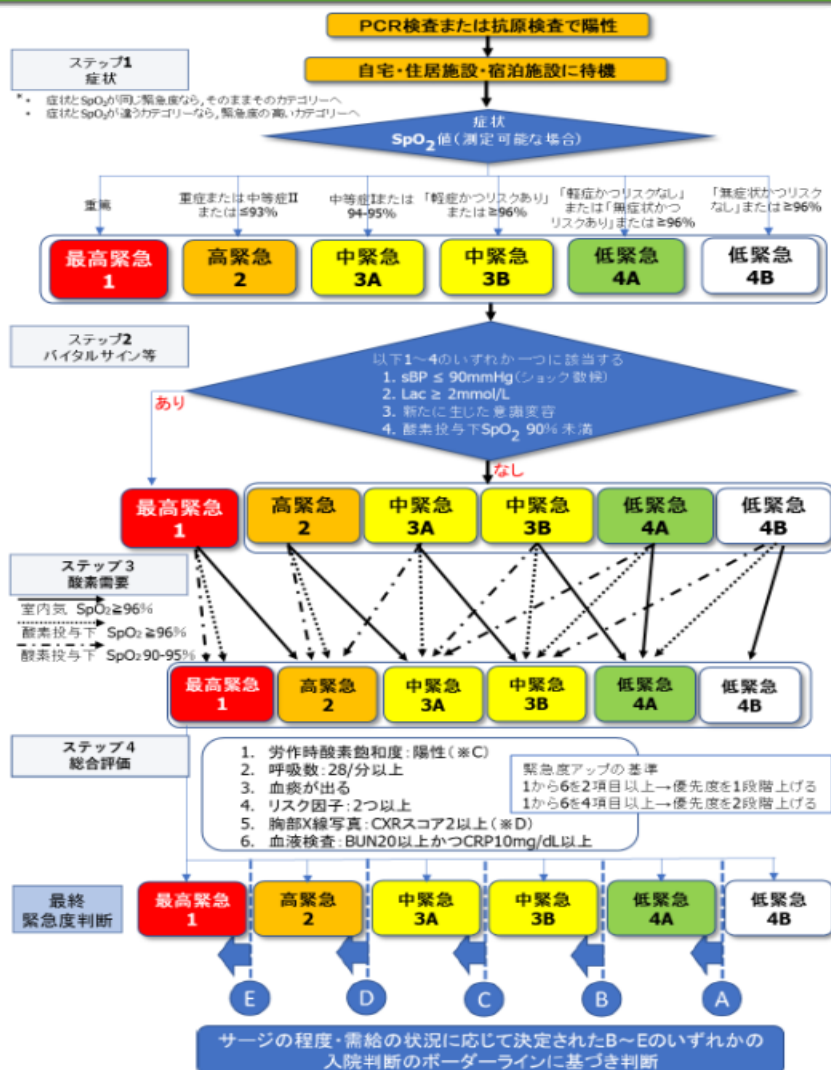 PCR検査または抗原検査で陽性
ステップ1
症状
自宅・住居施設・宿泊施設に待機
*・ 症状とSpO₂が同じ緊急度なら,そのままそのカテゴリーへ
・ 症状とSpO₂が違うカテゴリーなら,緊急度の高いカテゴリーへ
症状
SpO₂値(測定可能な場合)
重篤
重症または中等症II
または≦93%
中等症Iまたは
94-95%
「軽症かつリスクあり」
または≧96%
「軽症かつリスクなし」
または「無症状かつ
リスクあり」または≧96%
「無症状かつリスク
なし」または≧96%
最高緊急
1
高緊急
2
中緊急
3A
中緊急
3B
低緊急
4A
低緊急
4B
ステップ2
バイタルサイン等
以下1～4のいずれか一つに該当する
1. sBP ≤ 90mmHg(ショック徴候)
2. Lac ≥ 2mmol/L
3. 新たに生じた意識変容
4. 酸素投与下SpO₂ 90%未満
あり
なし
最高緊急
1
高緊急
2
中緊急
3A
中緊急
3B
低緊急
4A
低緊急
4B
ステップ3
酸素需要
室内気 SpO₂≧96%
酸素投与下 SpO₂≧96%
酸素投与下 SpO₂90-95%
最高緊急
1
高緊急
2
中緊急
3A
中緊急
3B
低緊急
4A
低緊急
4B
ステップ4
総合評価
1. 労作時酸素飽和度:陽性(※C)
2. 呼吸数:28/分以上
3. 血痰が出る
4. リスク因子:2つ以上
5. 胸部X線写真:CXRスコア2以上(※D)
6. 血液検査:BUN20以上かつCRP10mg/dL以上
緊急度アップの基準
1から6を2項目以上→優先度を1段階上げる
1から6を4項目以上→優先度を2段階上げる
最終
緊急度判断
最高緊急
1
高緊急
2
中緊急
3A
中緊急
3B
低緊急
4A
低緊急
4B
E
D
C
B
A
サージの程度・需給の状況に応じて決定されたB～Eのいずれかの
入院判断のボーダーラインに基づき判断